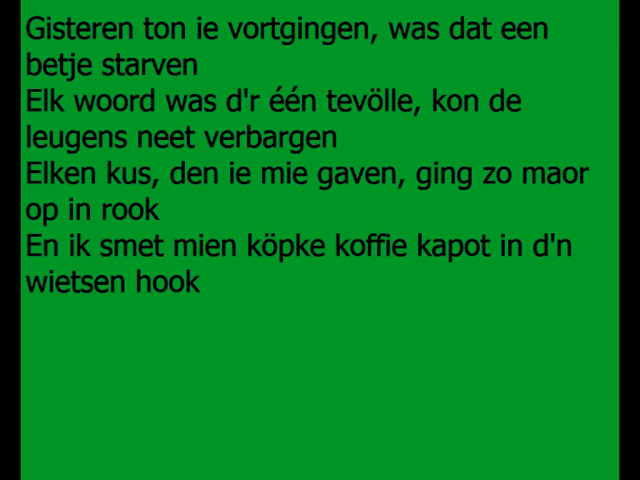 Gisteren ton ie vortgingen, was dat een
betje starven
Elk woord was d'r één tevölle, kon de
leugens neet verbargen
Elken kus, den ie mie gaven, ging zo maor
op in rook
En ik smet mien köpke koffie kapot in d'n
wietsen hook